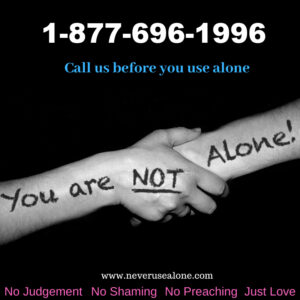 1-877-696-1996
Call us before you use alone
You are NOT Alone!
www.neverusealone.com
No Judgement No Shaming No Preaching Just Love